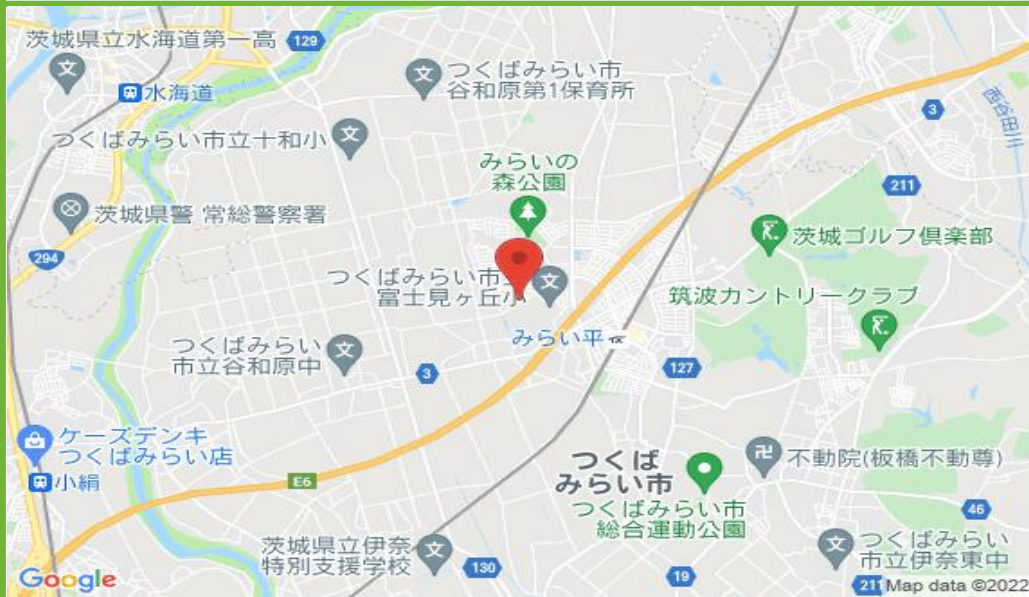 茨城県立水海道第一高
129
水海道
つくばみらい市
谷和原第1保育所
つくばみらい市立十和小
3
西谷田川
みらいの
森公園
211
茨城県警 常総警察署
茨城ゴルフ倶楽部
294
つくばみらい市立
富士見ヶ丘小
筑波カントリークラブ
みらい平
つくばみらい
市立谷和原中
3
127
ケーズデンキ
つくばみらい店
小絹
E6
つくば
みらい市
不動院(板橋不動尊)
つくばみらい市
総合運動公園
46
茨城県立伊奈
特別支援学校
130
19
つくばみらい
市立伊奈東中
211
Google
Map data ©2022